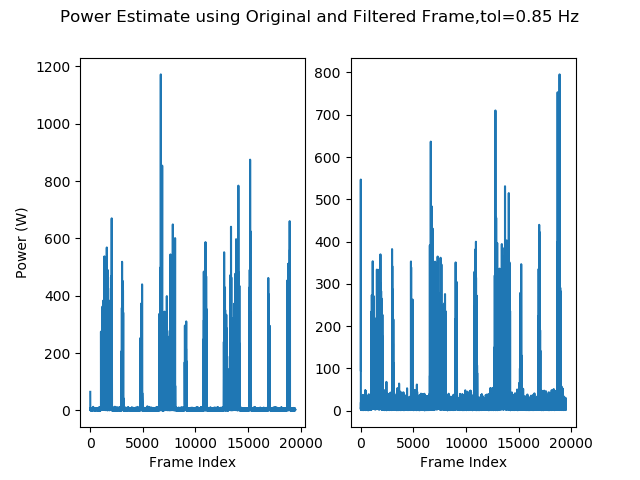 Power Estimate using Original and Filtered Frame,tol=0.85 Hz
1200
1000
800
600
400
200
0
Power (W)
0 5000 10000 15000 20000
Frame Index
800
700
600
500
400
300
200
100
0
0 5000 10000 15000 20000
Frame Index